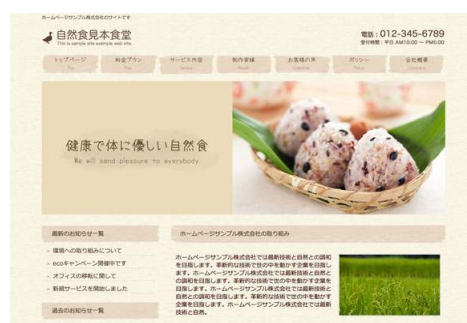 ホームページサンプル株式会社のサイトです
自然食見本食堂
This is sample site example web site.
電話：012-345-6789
受付時間：平日 AM10:00 ～ PM5:00
トップページ 料金プラン サービス内容 制作実績 お客様の声 ポリシー 会社概要
健康で体に優しい自然食
We will send pleasure to everybody.
最新のお知らせ一覧
環境への取り組みについて
ecoキャンペーン開催中です
オフィスの移転に関して
新規サービスを開始しました
過去のお知らせ一覧
ホームページサンプル株式会社の取り組み
ホームページサンプル株式会社では最新技術と自然との調和
を目指します。革新的な技術で世の中を動かす企業を目指し
ます。ホームページサンプル株式会社では最新技術と自然と
の調和を目指します。革新的な技術で世の中を動かす企業を
目指します。ホームページサンプル株式会社では最新技術と
自然との調和を目指します。革新的な技術で世の中を動かす
企業を目指します。ホームページサンプル株式会社では最新
技術と自然。